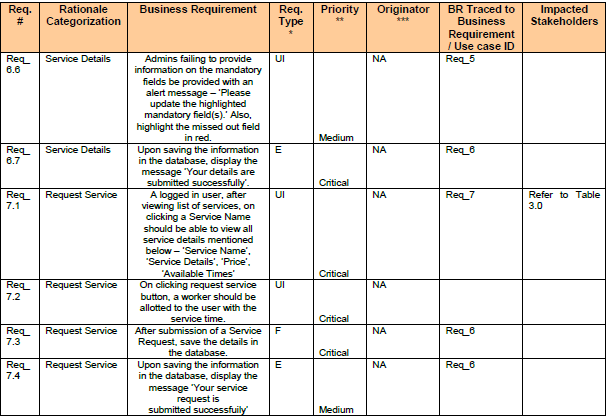 Req. # Rationale Categorization Business Requirement Req. Type * Priority ** Originator *** BR Traced to Business Requirement / Use case ID Impacted Stakeholders
Req_ Service Details Admins failing to provide UI NA Req_5
6.6 information on the mandatory
fields be provided with an
alert message – 'Please
update the highlighted
mandatory field(s).' Also,
highlight the missed out field
in red. Medium
Req_ Service Details Upon saving the information E NA Req_6
6.7 in the database, display the
message 'Your details are
submitted successfully'. Critical
Req_ Request Service A logged in user, after UI NA Req_7 Refer to Table
7.1 viewing list of services, on 3.0
clicking a Service Name
should be able to view all
service details mentioned
below – 'Service Name',
'Service Details', 'Price',
'Available Times' Critical
Req_ Request Service On clicking request service UI NA
7.2 button, a worker should be
allotted to the user with the
service time. Critical
Req_ Request Service After submission of a Service F NA Req_6
7.3 Request, save the details in
the database. Critical
Req_ Request Service Upon saving the information E NA Req_6
7.4 in the database, display the
message 'Your service
request is
submitted successfully' Medium